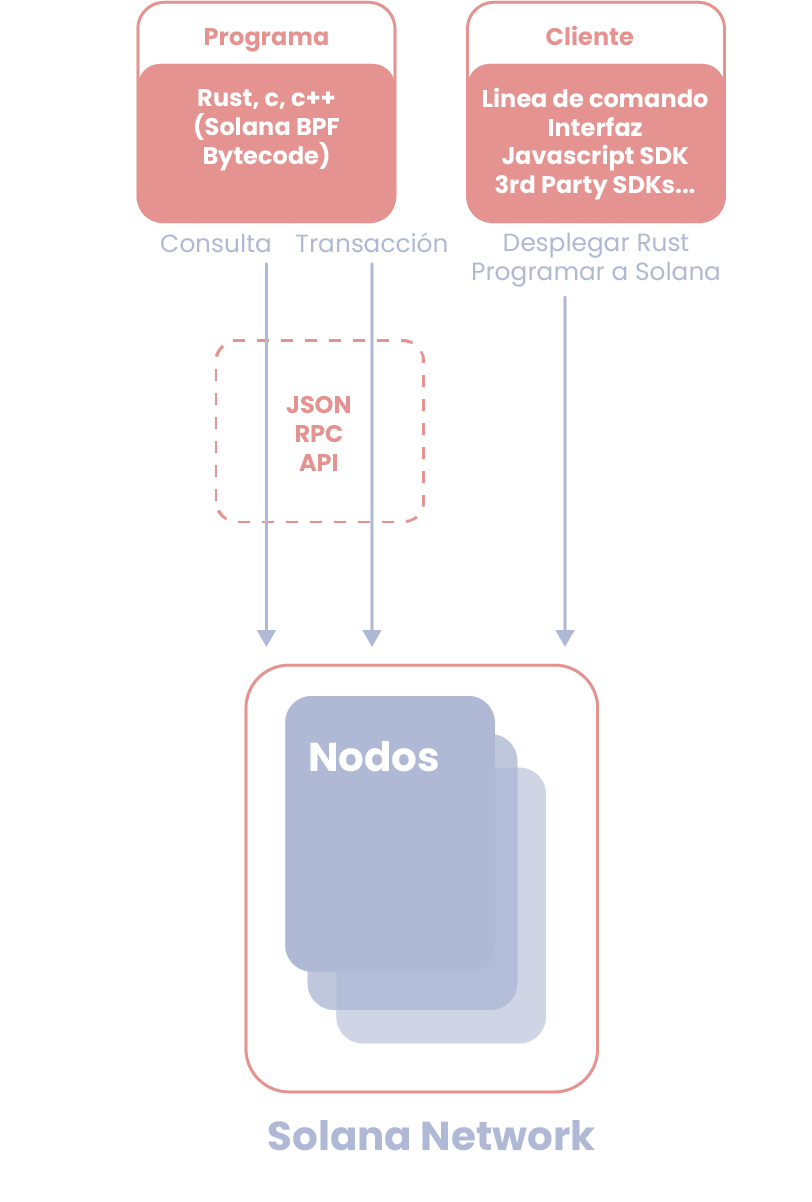 Programa
Rust, c, c++
(Solana BPF
Bytecode)
Cliente
Linea de comando
Interfaz
Javascript SDK
3rd Party SDKs...
Consulta
Transacción
Desplegar Rust
Programar a Solana
JSON
RPC
API
Nodos
Solana Network